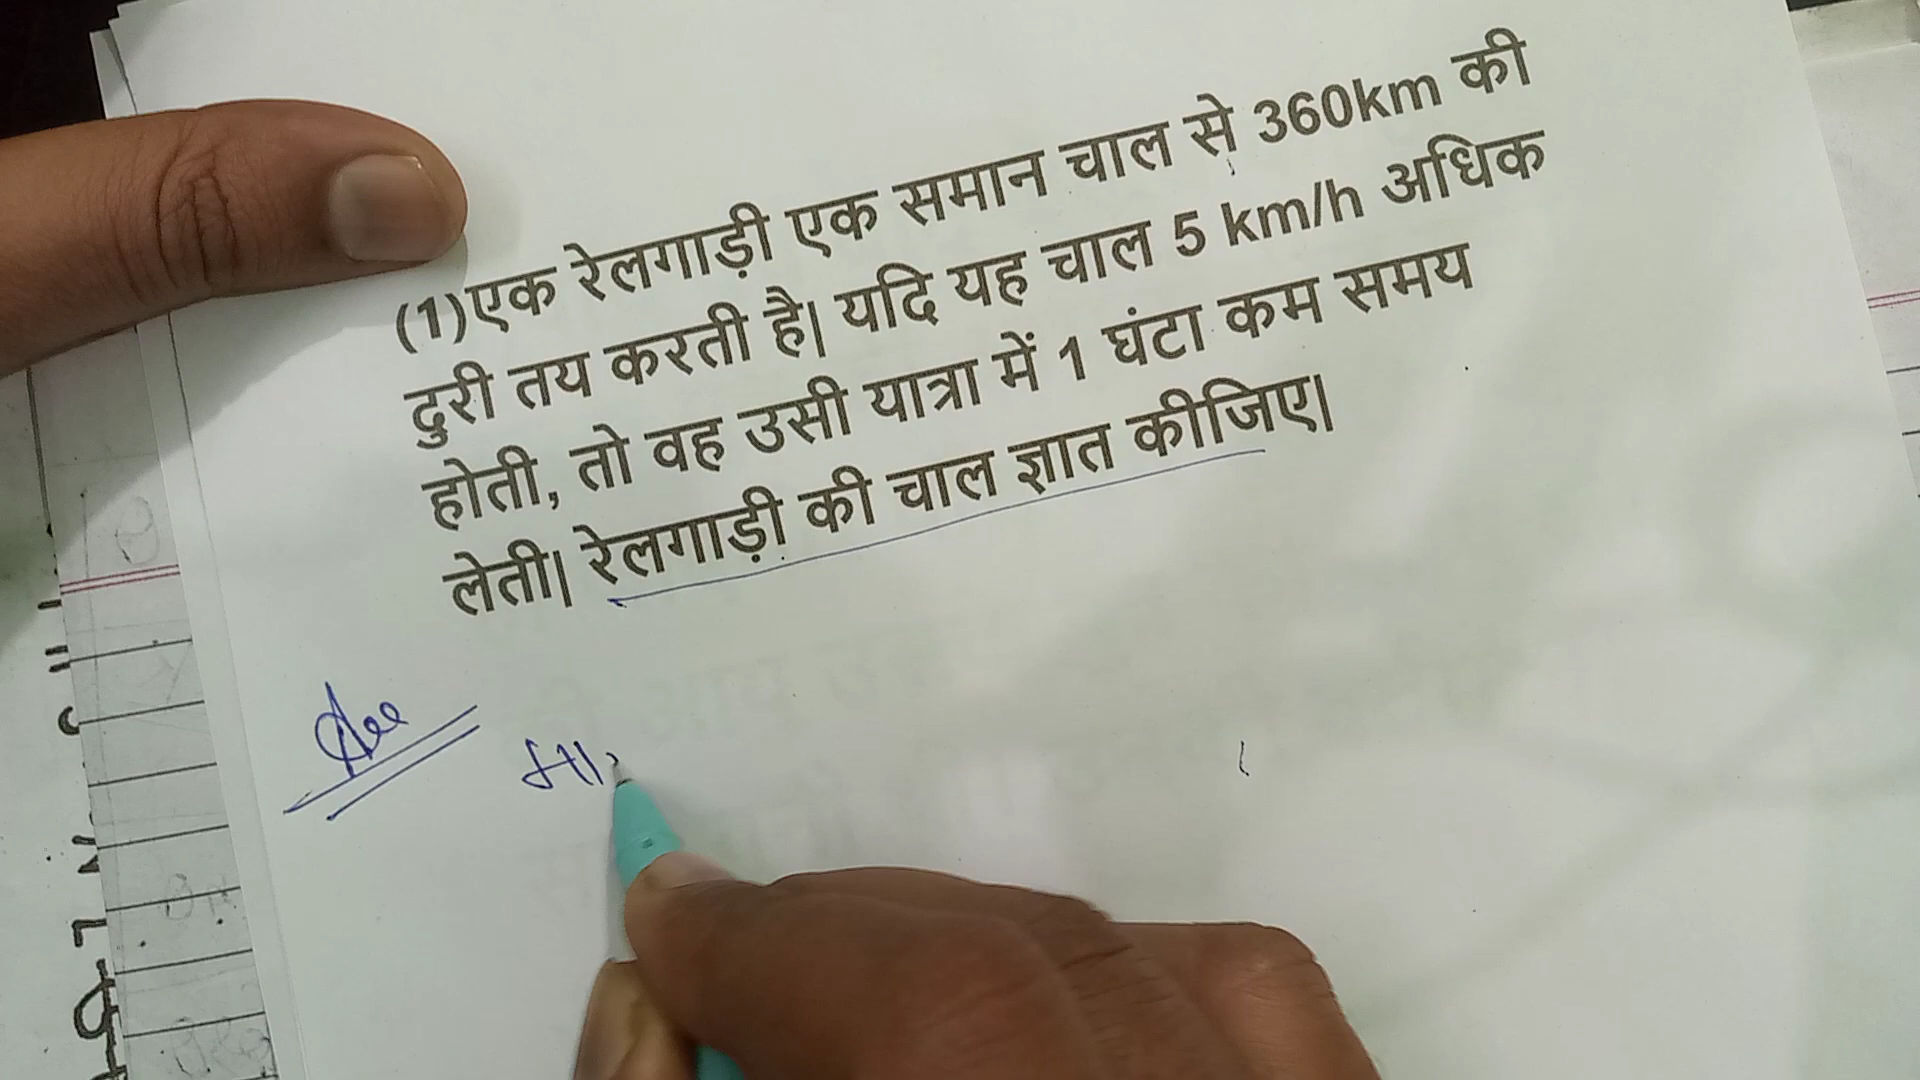 (1)एक रेलगाड़ी एक समान चाल से 360km की
दुरी तय करती है| यदि यह चाल 5 km/h अधिक
होती, तो वह उसी यात्रा में 1 घंटा कम समय
लेती| रेलगाड़ी की चाल ज्ञात कीजिए|